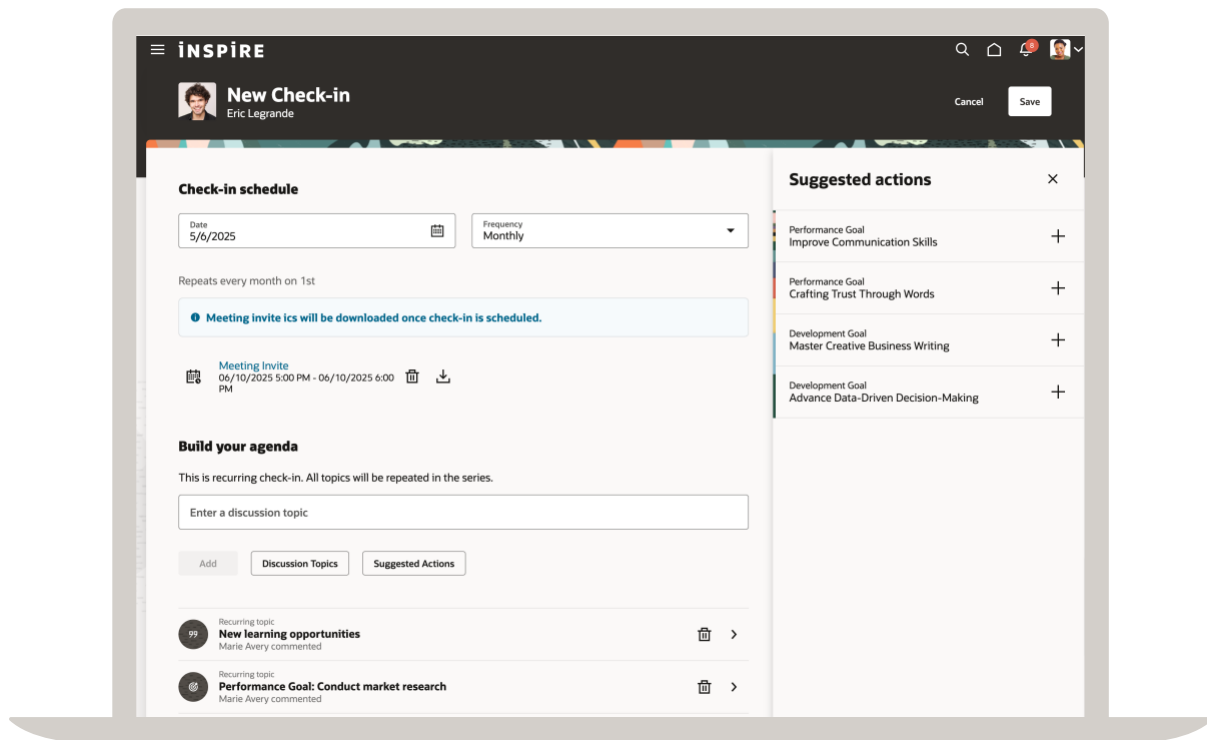 iNSPiRE
8
New Check-in
Eric Legrande
Cancel
Save
Check-in schedule
Date
5/6/2025
Frequency
Monthly
Repeats every month on 1st
Meeting invite ics will be downloaded once check-in is scheduled.
Meeting Invite
06/10/2025 5:00 PM - 06/10/2025 6:00
PM
Build your agenda
This is recurring check-in. All topics will be repeated in the series.
Enter a discussion topic
Add
Discussion Topics
Suggested Actions
Recurring topic
New learning opportunities
Marie Avery commented
Recurring topic
Performance Goal: Conduct market research
Marie Avery commented
Suggested actions
Performance Goal
Improve Communication Skills
Performance Goal
Crafting Trust Through Words
Development Goal
Master Creative Business Writing
Development Goal
Advance Data-Driven Decision-Making